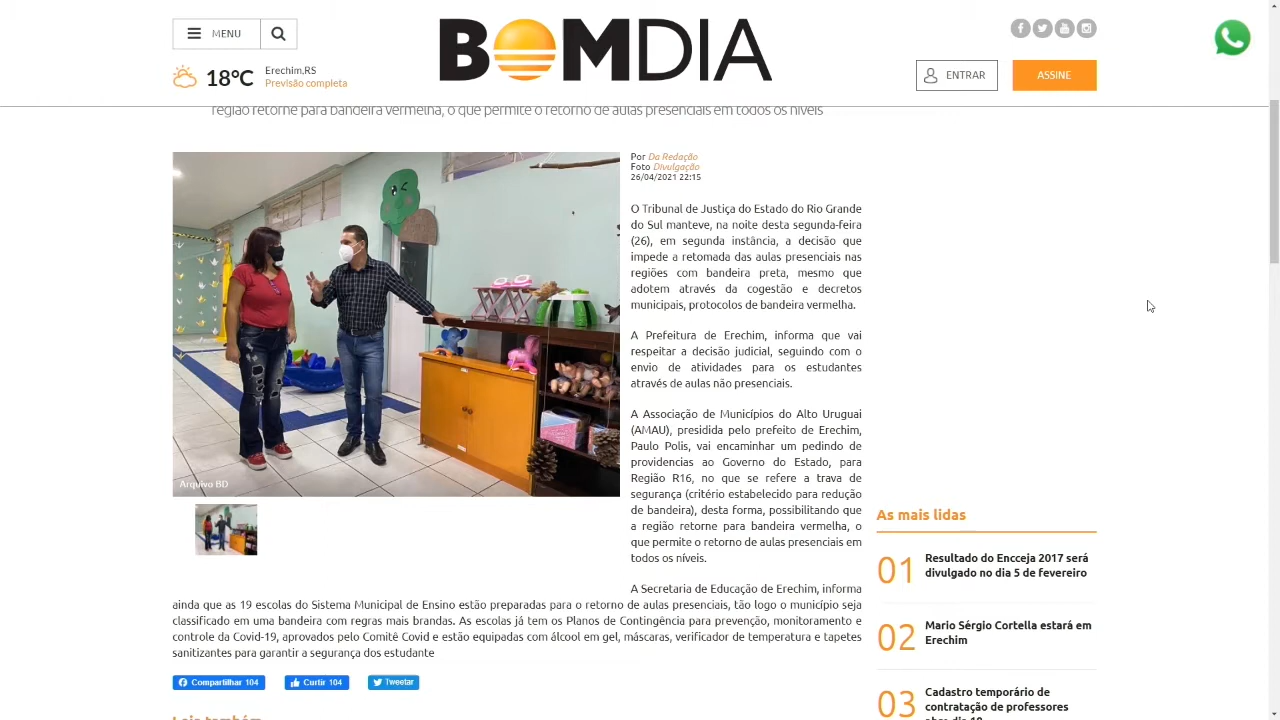 MENU
BOMDIA
18ºC
Erechim,RS
Previsão completa
ENTRAR
ASSINE
região retorne para bandeira vermelha, o que permite o retorno de aulas presenciais em todos os níveis
Por Da Redação
Foto Divulgação
26/04/2021 22:15
O Tribunal de Justiça do Estado do Rio Grande
do Sul manteve, na noite desta segunda-feira
(26), em segunda instância, a decisão que
impede a retomada das aulas presenciais nas
regiões com bandeira preta, mesmo que
adotem através da cogestão e decretos
municipais, protocolos de bandeira vermelha.
A Prefeitura de Erechim, informa que vai
respeitar a decisão judicial, seguindo com o
envio de atividades para os estudantes
através de aulas não presenciais.
A Associação de Municípios do Alto Uruguai
(AMAU), presidida pelo prefeito de Erechim,
Paulo Polis, vai encaminhar um pedindo de
providencias ao Governo do Estado, para
Região R16, no que se refere a trava de
segurança (critério estabelecido para redução
de bandeira), desta forma, possibilitando que
a região retorne para bandeira vermelha, o
que permite o retorno de aulas presenciais em
todos os níveis.
A Secretaria de Educação de Erechim, informa
ainda que as 19 escolas do Sistema Municipal de Ensino estão preparadas para o retorno de aulas presenciais, tão logo o município seja
classificado em uma bandeira com regras mais brandas. As escolas já tem os Planos de Contingência para prevenção, monitoramento e
controle da Covid-19, aprovados pelo Comitê Covid e estão equipadas com álcool em gel, máscaras, verificador de temperatura e tapetes
sanitizantes para garantir a segurança dos estudante
Arquivo BD
Compartilhar 104
Curtir 104
Tweetar
Leia também
As mais lidas
01
Resultado do Encceja 2017 será
divulgado no dia 5 de fevereiro
02
Mario Sérgio Cortella estará em
Erechim
03
Cadastro temporário de
contratação de professores
abre dia 18